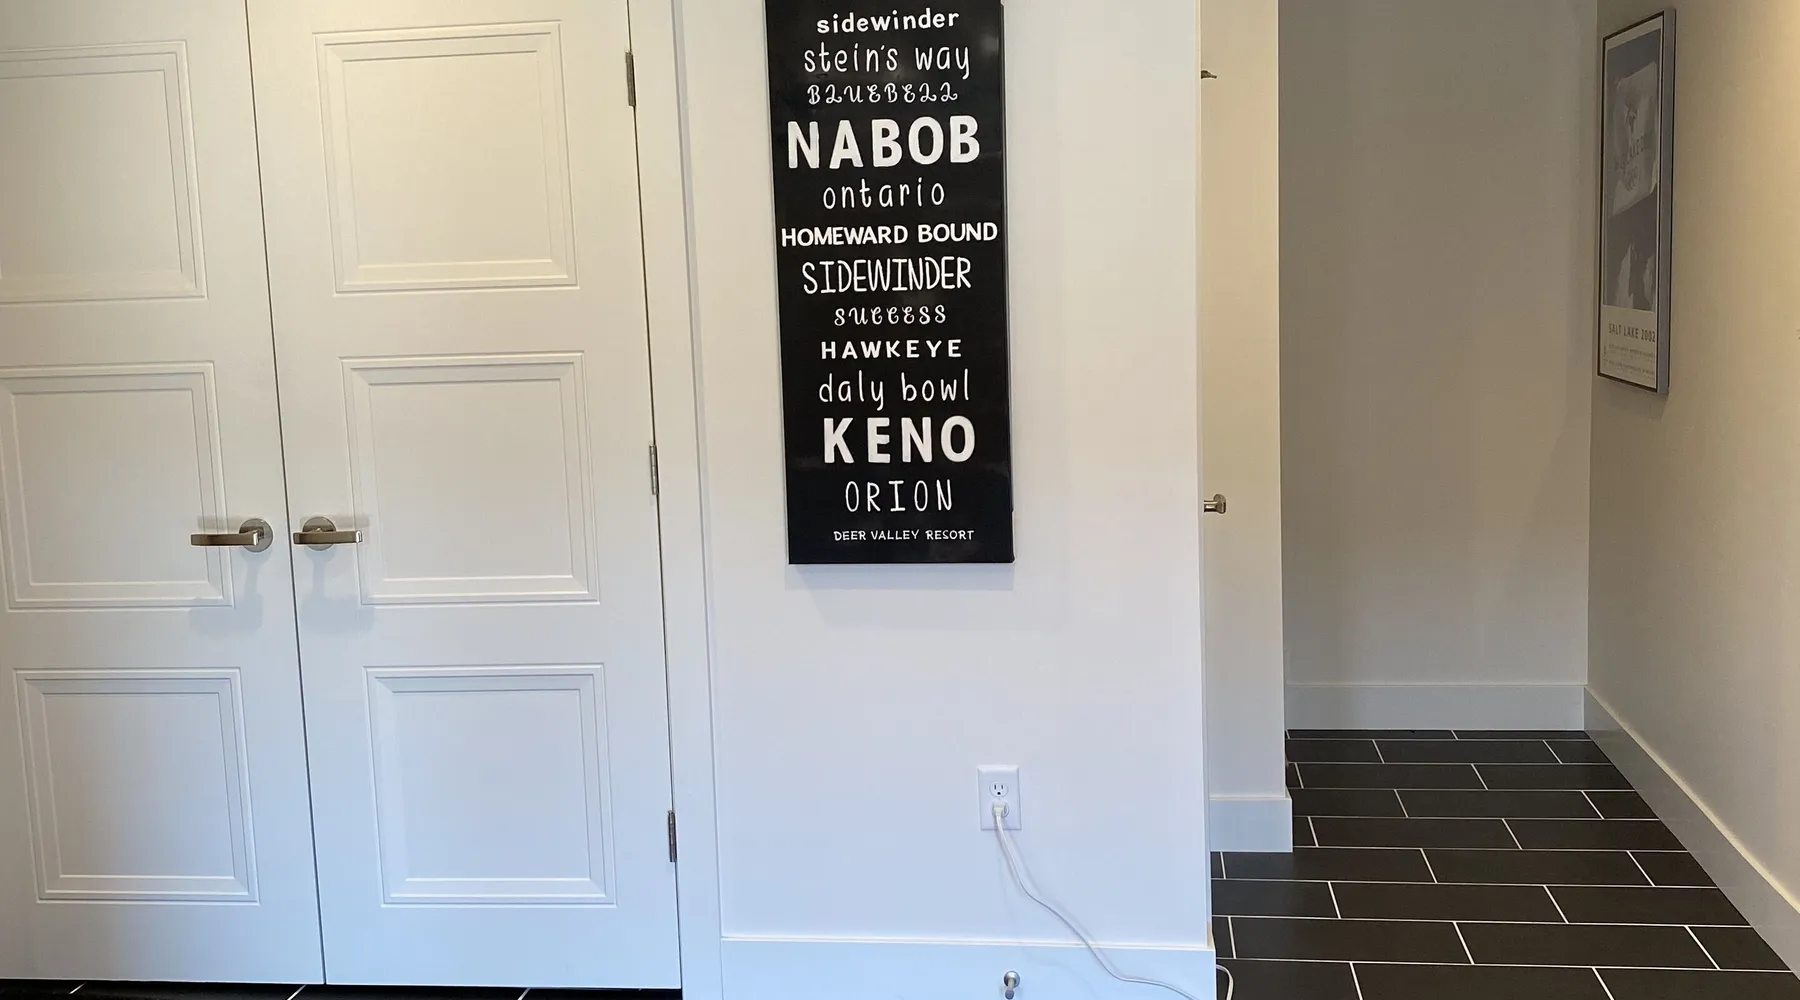 sidewinder
stein's way
BLUEBELL
NABOB
ontario
HOMEWARD BOUND
SIDEWINDER
SUCCESS
HAWKEYE
daly bowl
KENO
ORION
DEER VALLEY RESORT
SALT LAKE 2002